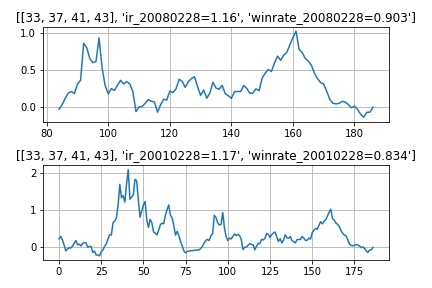 [[33, 37, 41, 43], 'ir_20080228=1.16', 'winrate_20080228=0.903']
1.0
0.5
0.0
80 100 120 140 160 180
[[33, 37, 41, 43], 'ir_20010228=1.17', 'winrate_20010228=0.834']
2
1
0
0 25 50 75 100 125 150 175